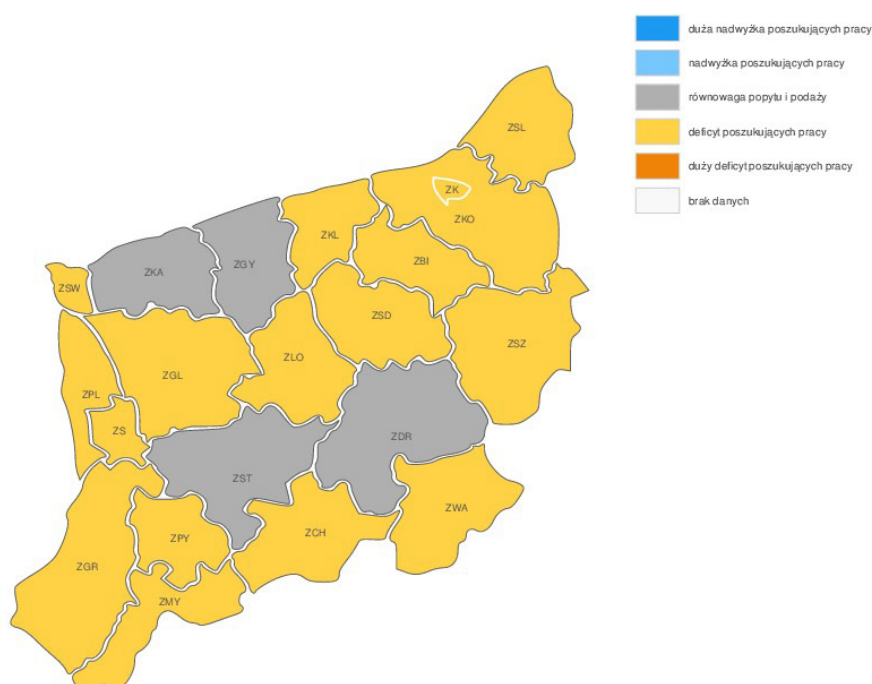 duża nadwyżka poszukujących pracy
nadwyżka poszukujących pracy
równowaga popytu i podaży
deficyt poszukujących pracy
duży deficyt poszukujących pracy
brak danych
ZSL
ZK
ZKO
ZKL
ZBI
ZGY
ZKA
ZSW
ZSD
ZSZ
ZLO
ZGL
ZPL
ZS
ZDR
ZST
ZWA
ZCH
ZPY
ZGR
ZMY